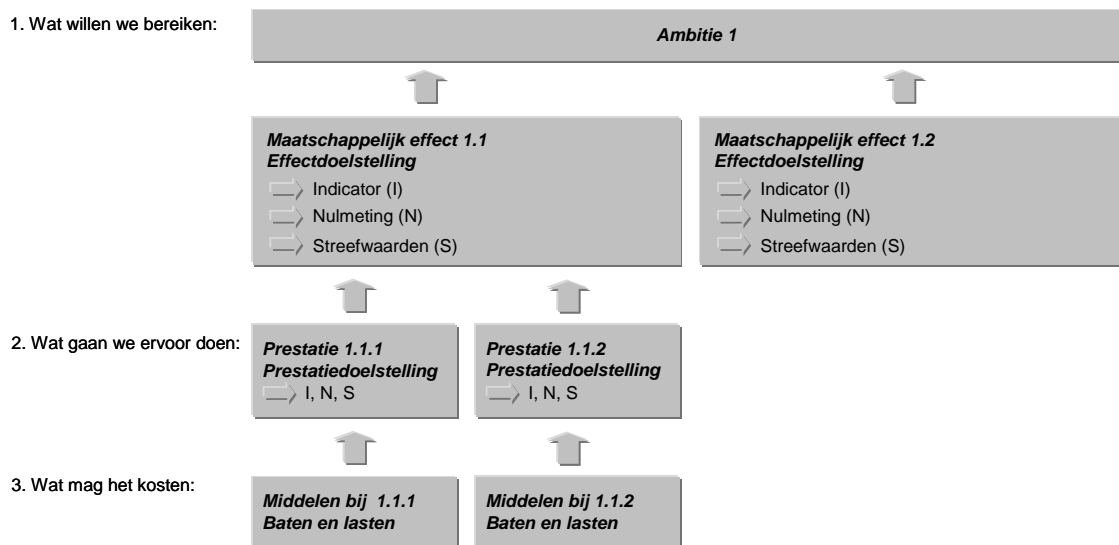 1. Wat willen we bereiken:
Ambitie 1
Maatschappelijk effect 1.1
Effectdoelstelling
Indicator (I)
Nulmeting (N)
Streefwaarden (S)
Maatschappelijk effect 1.2
Effectdoelstelling
Indicator (I)
Nulmeting (N)
Streefwaarden (S)
2. Wat gaan we ervoor doen:
Prestatie 1.1.1
Prestatiedoelstelling
I, N, S
Prestatie 1.1.2
Prestatiedoelstelling
I, N, S
3. Wat mag het kosten:
Middelen bij 1.1.1
Baten en lasten
Middelen bij 1.1.2
Baten en lasten